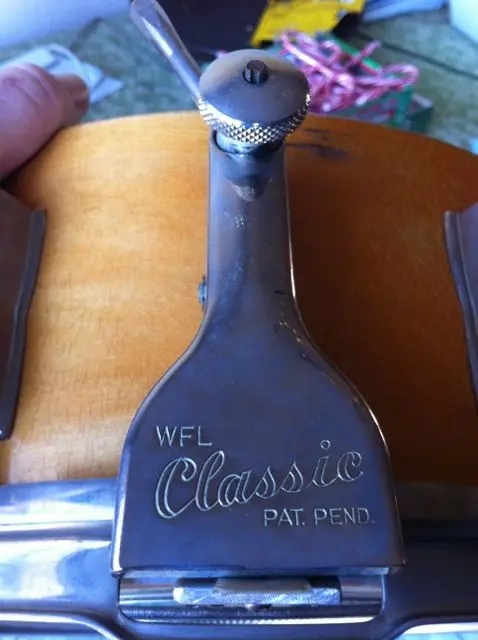 WFL
Classic
PAT. PEND.